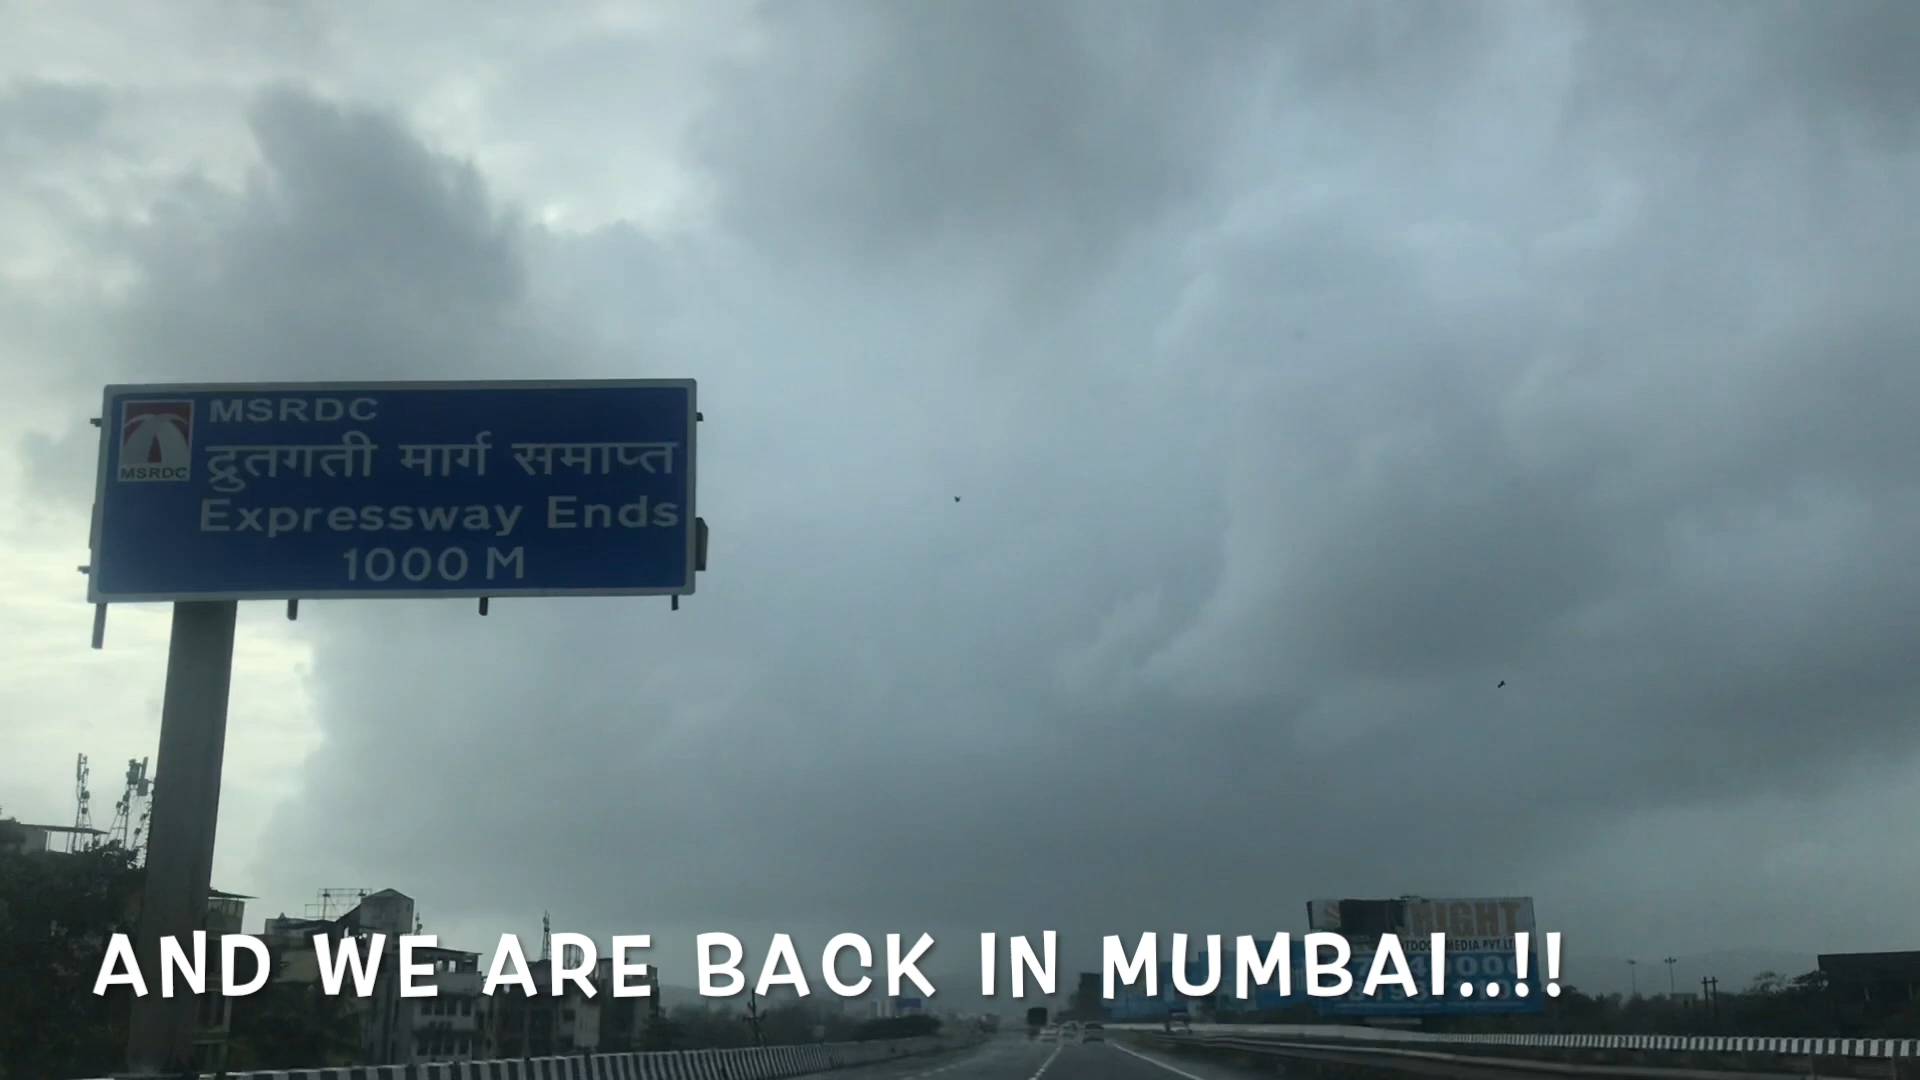 MSRDC
MSRDC
द्रुतगती मार्ग समाप्त
Expressway Ends
1000 M
AND WE ARE BACK IN MUMBAI..!!